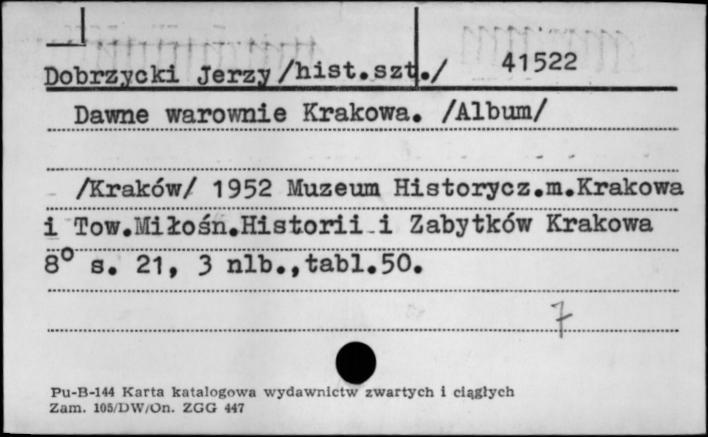 Dobrzycki Jerzy /hist.szt./ 41522
Dawne warownie Krakowa. /Album/
/Kraków/ 1952 Muzeum Historycz.m.Krakowa
i Tow.Miłośn.Historii i Zabytków Krakowa
8° s. 21, 3 nlb.,tabl.50.
7
Pu-B-144 Karta katalogowa wydawnictw zwartych i ciągłych
Zam. 105/DW/On. ZGG 447